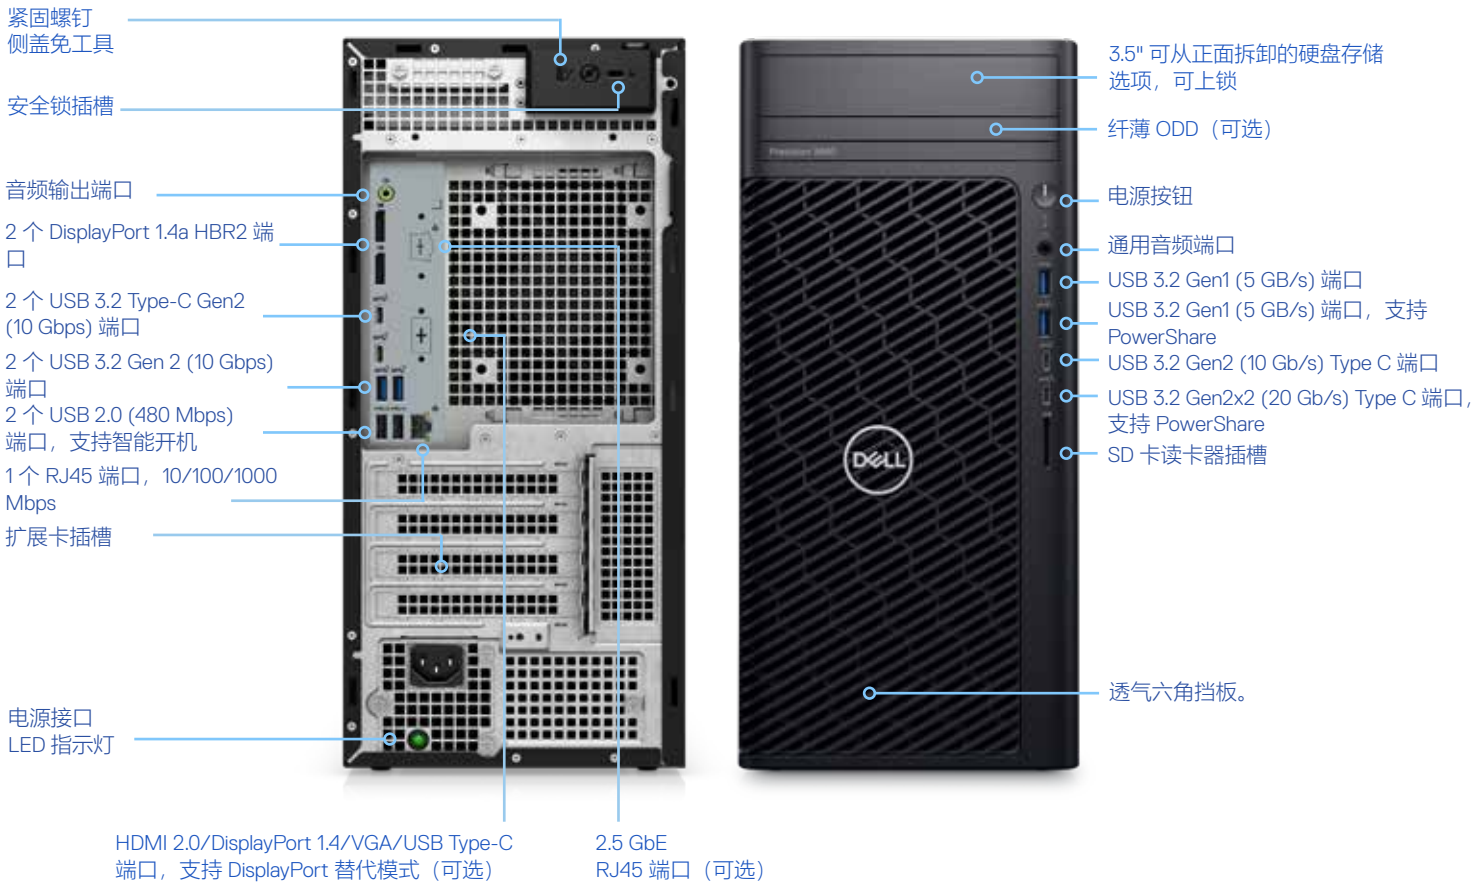 紧固螺钉
侧盖免工具
安全锁插槽
音频输出端口
2 个 DisplayPort 1.4a HBR2 端
口
2 个 USB 3.2 Type-C Gen2
(10 Gbps) 端口
2 个 USB 3.2 Gen 2 (10 Gbps)
端口
2 个 USB 2.0 (480 Mbps)
端口，支持智能开机
1 个 RJ45 端口，10/100/1000
Mbps
扩展卡插槽
电源接口
LED 指示灯
HDMI 2.0/DisplayPort 1.4/VGA/USB Type-C
端口，支持 DisplayPort 替代模式（可选）
2.5 GbE
RJ45 端口（可选）
3.5" 可从正面拆卸的硬盘存储
选项，可上锁
纤薄 ODD（可选）
电源按钮
通用音频端口
USB 3.2 Gen1 (5 GB/s) 端口
USB 3.2 Gen1 (5 GB/s) 端口，支持
PowerShare
USB 3.2 Gen2 (10 Gb/s) Type C 端口
USB 3.2 Gen2x2 (20 Gb/s) Type C 端口，
支持 PowerShare
SD 卡读卡器插槽
透气六角挡板。
DELL